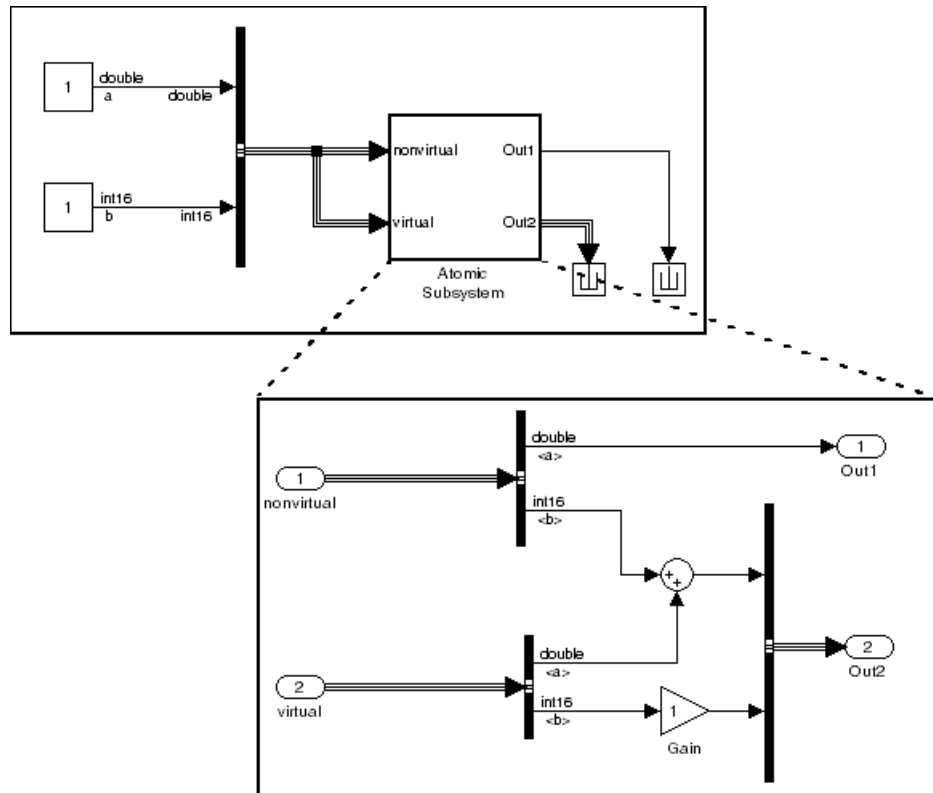 1
double
a
double
1
int16
b
int16
nonvirtual
Out1
virtual
Out2
Atomic
Subsystem
1
nonvirtual
double
<a>
int16
<b>
1
Out1
+
+
2
virtual
double
<a>
int16
<b>
1
Gain
2
Out2